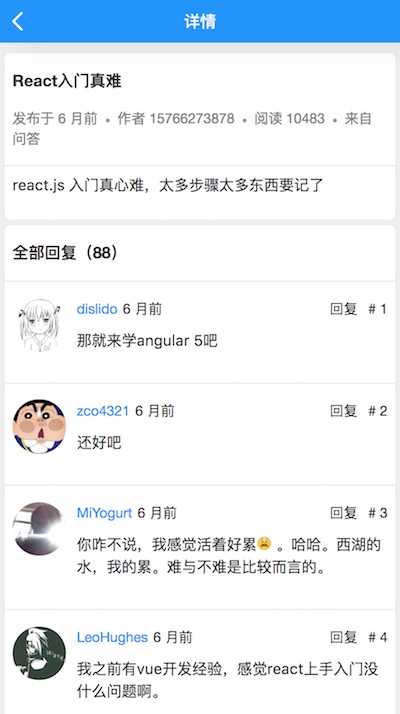 详情
React入门真难
发布于 6 月前 • 作者 15766273878 • 阅读 10483 • 来自
问答
react.js 入门真心难，太多步骤太多东西要记了
全部回复（88）
dislido 6 月前 回复 # 1
那就来学angular 5吧
zco4321 6 月前 回复 # 2
还好吧
MiYogurt 6 月前 回复 # 3
你咋不说，我感觉活着好累😩 。哈哈。西湖的
水，我的累。难与不难是比较而言的。
LeoHughes 6 月前 回复 # 4
我之前有vue开发经验，感觉react上手入门没
什么问题啊。